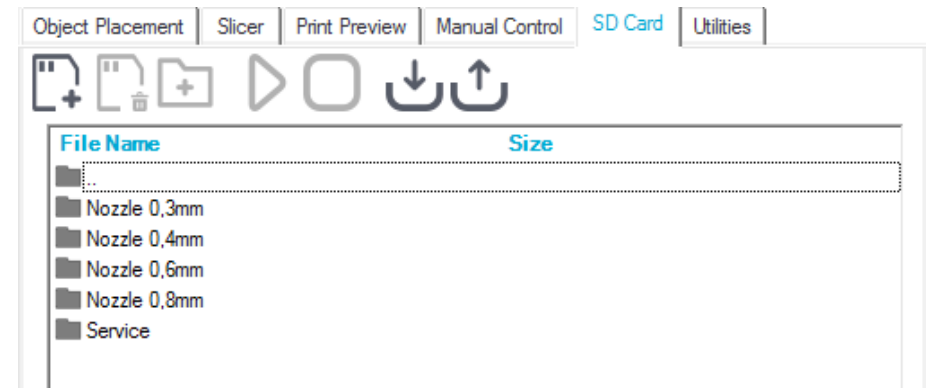 Object Placement Slicer Print Preview Manual Control SD Card Utilities
File Name Size
..
Nozzle 0,3mm
Nozzle 0,4mm
Nozzle 0,6mm
Nozzle 0,8mm
Service